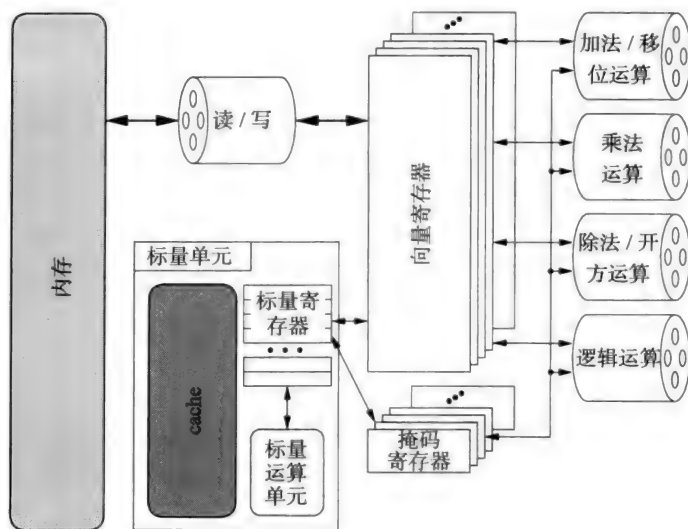 加法 / 移
位运算
读 / 写
乘法
运算
向量寄存器
除法 / 开
方运算
标量单元
内存
标量寄
存器
逻辑运算
cache
标量
运算
单元
掩码
寄存器